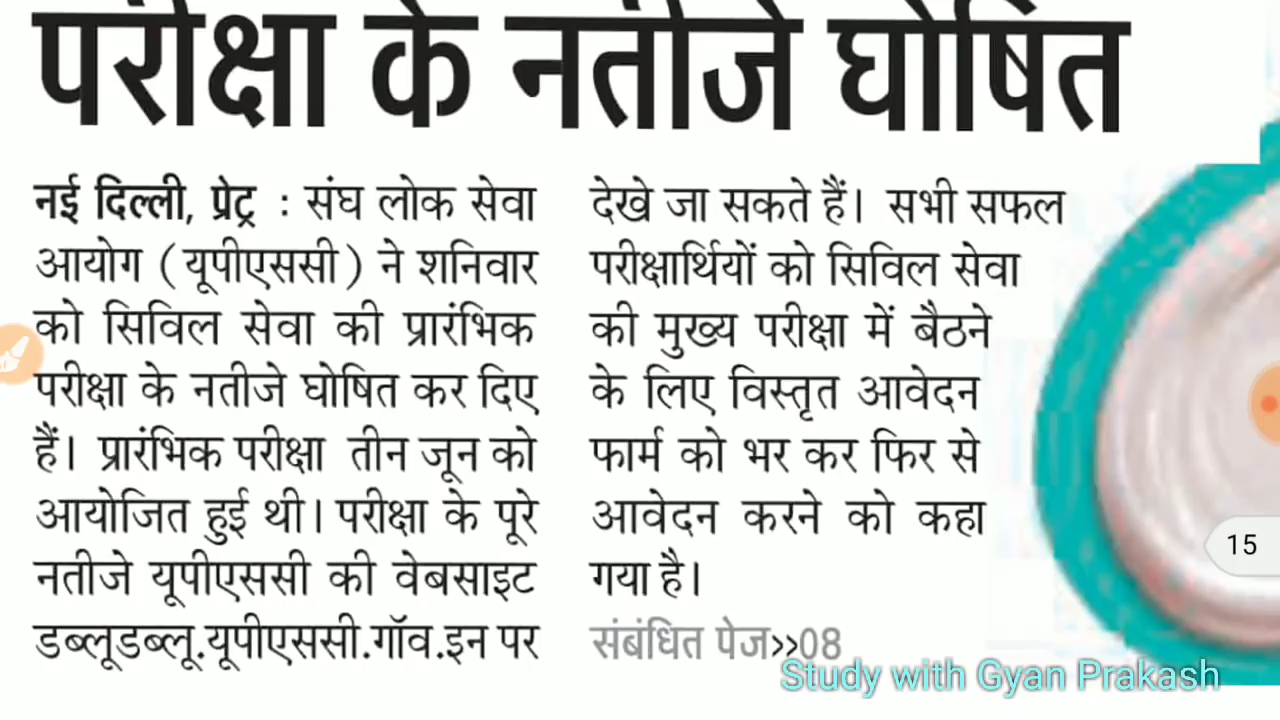 परीक्षा के नतीजे घोषित
नई दिल्ली, प्रेट्र : संघ लोक सेवा
आयोग (यूपीएससी) ने शनिवार
को सिविल सेवा की प्रारंभिक
परीक्षा के नतीजे घोषित कर दिए
हैं। प्रारंभिक परीक्षा तीन जून को
आयोजित हुई थी। परीक्षा के पूरे
नतीजे यूपीएससी की वेबसाइट
डब्लूडब्लू.यूपीएससी.गॉव.इन पर
देखे जा सकते हैं। सभी सफल
परीक्षार्थियों को सिविल सेवा
की मुख्य परीक्षा में बैठने
के लिए विस्तृत आवेदन
फार्म को भर कर फिर से
आवेदन करने को कहा
गया है।
संबंधित पेज>>08
15
Study with Gyan Prakash